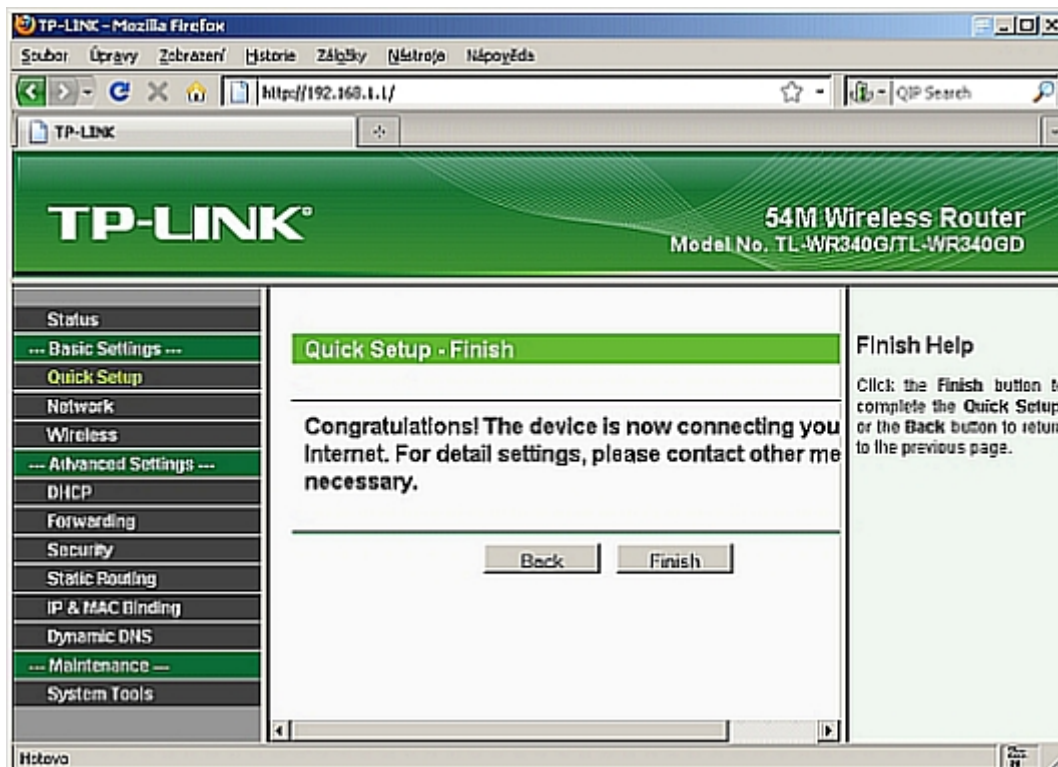 TP-LINK - Mozilla Firefox
Soubor Úpravy Zobrazení Historie Záložky Nástroje Nápověda
http://192.168.1.1/
QIP Search
TP-LINK
TP-LINK®
54M Wireless Router
Model No. TL-WR340G/TL-WR340GD
Status
--- Basic Settings ---
Quick Setup
Network
Wireless
--- Advanced Settings ---
DHCP
Forwarding
Security
Static Routing
IP & MAC Binding
Dynamic DNS
--- Maintenance ---
System Tools
Quick Setup - Finish
Congratulations! The device is now connecting you
Internet. For detail settings, please contact other me
necessary.
Back Finish
Finish Help
Click the Finish button t
complete the Quick Setup
or the Back button to retur
to the previous page.
Hotovo